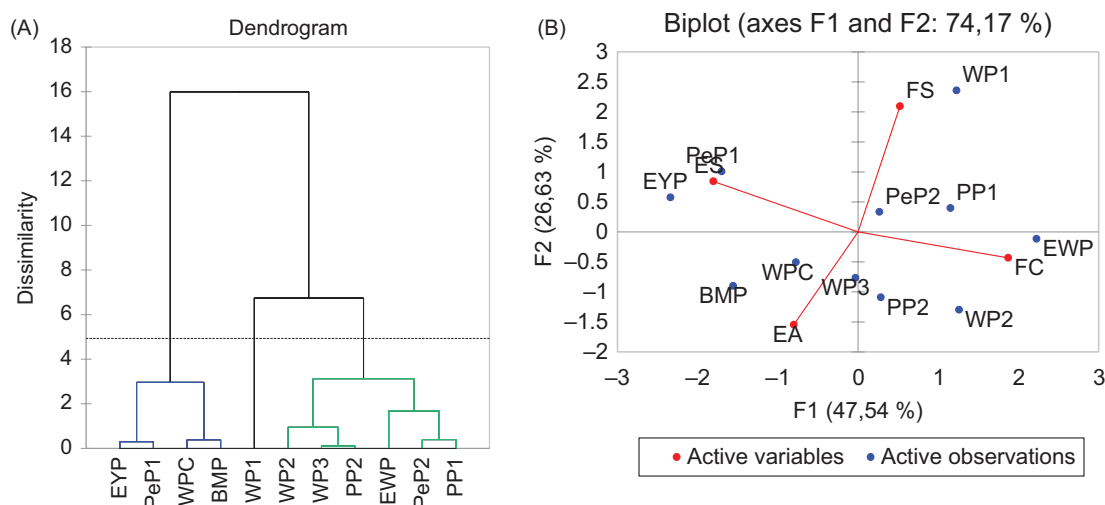 (A)
Dendrogram
18
16
14
12
10
8
6
4
2
0
Dissimilarity
EYP
PeP1
WPC
BMP
WP1
WP2
WP3
PP2
EWP
PeP2
PP1
(B)
Biplot (axes F1 and F2: 74,17 %)
3
2.5
2
1.5
1
0.5
0
–0.5
–1
–1.5
–2
F2 (26,63 %)
WP1
FS
PeP1
ES
EYP
PeP2
PP1
EWP
FC
WPC
WP3
BMP
PP2
WP2
EA
–3
–2
–1
0
1
2
3
F1 (47,54 %)
Active variables
Active observations